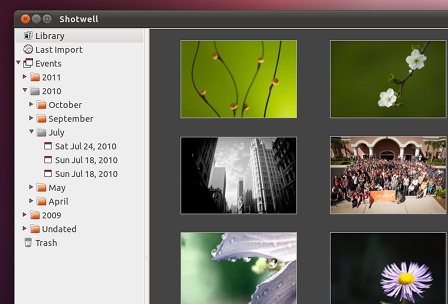 Shotwell
Library
Last Import
Events
2011
2010
October
September
July
Sat Jul 24, 2010
Sun Jul 18, 2010
Sun Jul 18, 2010
May
April
2009
Undated
Trash